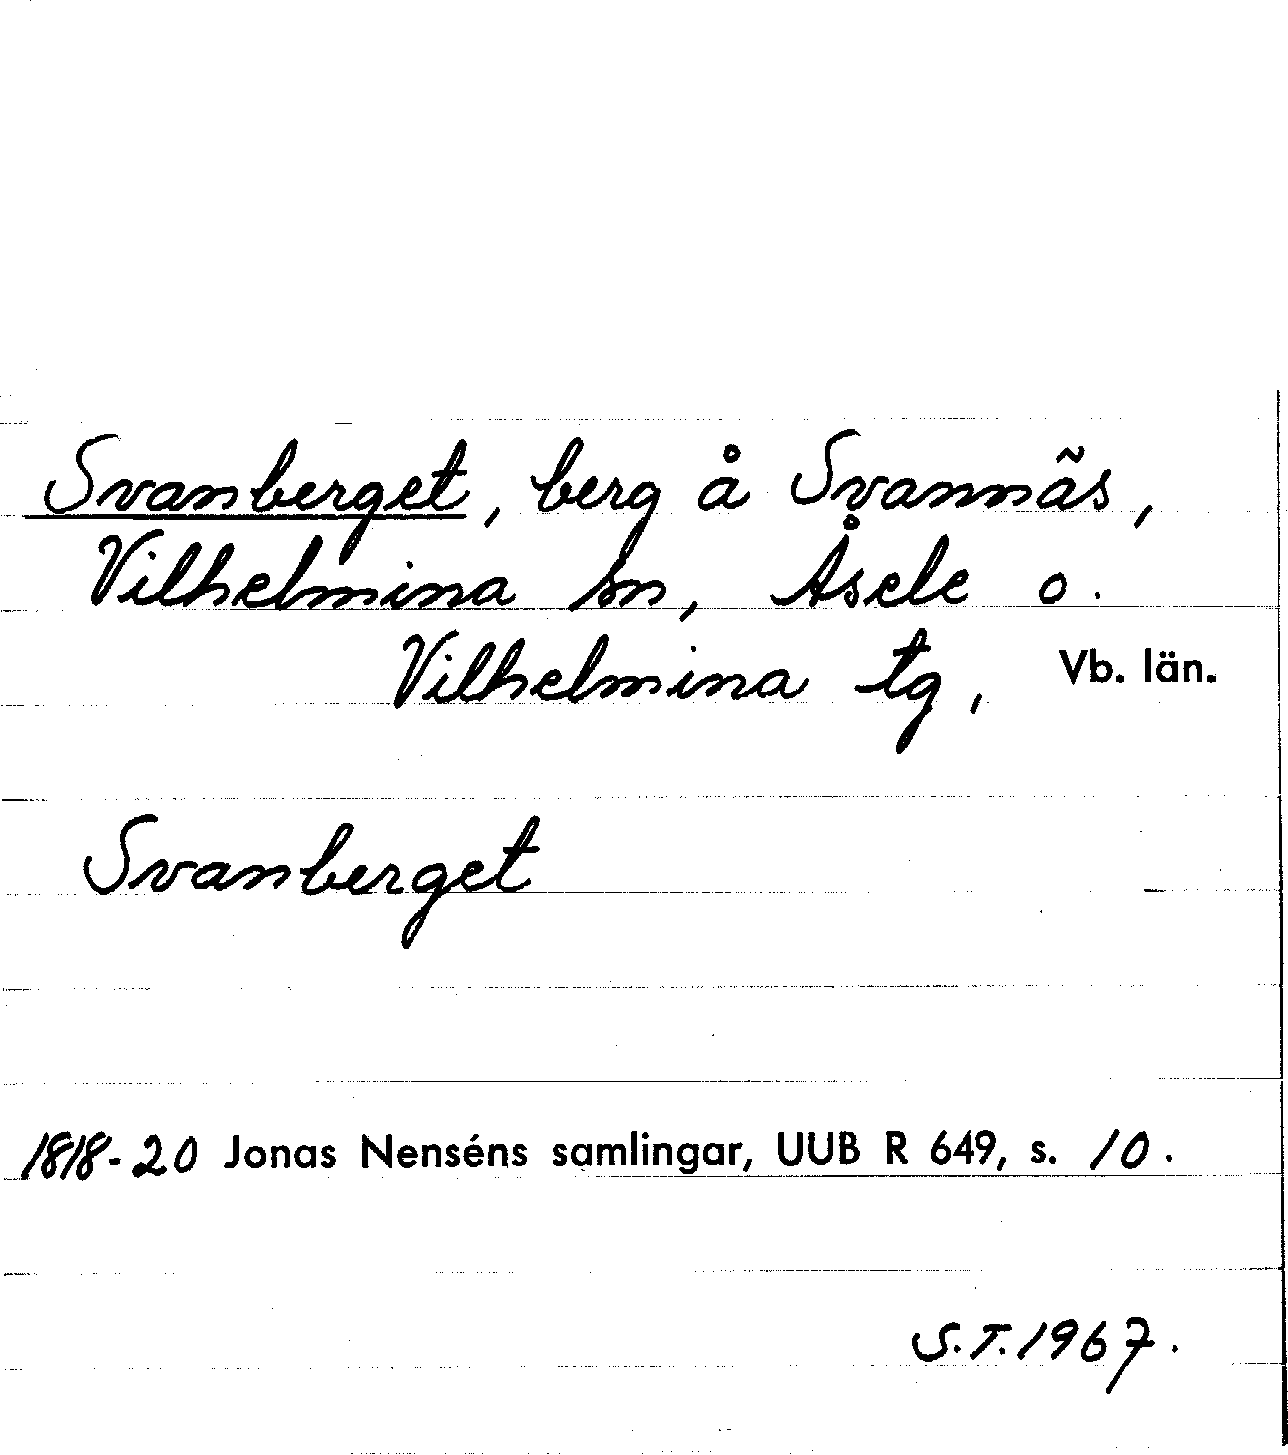 Svanberget, berg å Svannäs,
Vilhelmina sn, Åsele o.
Vilhelmina tg, Vb. län.
Svanberget
1818-20 Jonas Nenséns samlingar, UUB R 649, s. 10.
S.T. 1967.